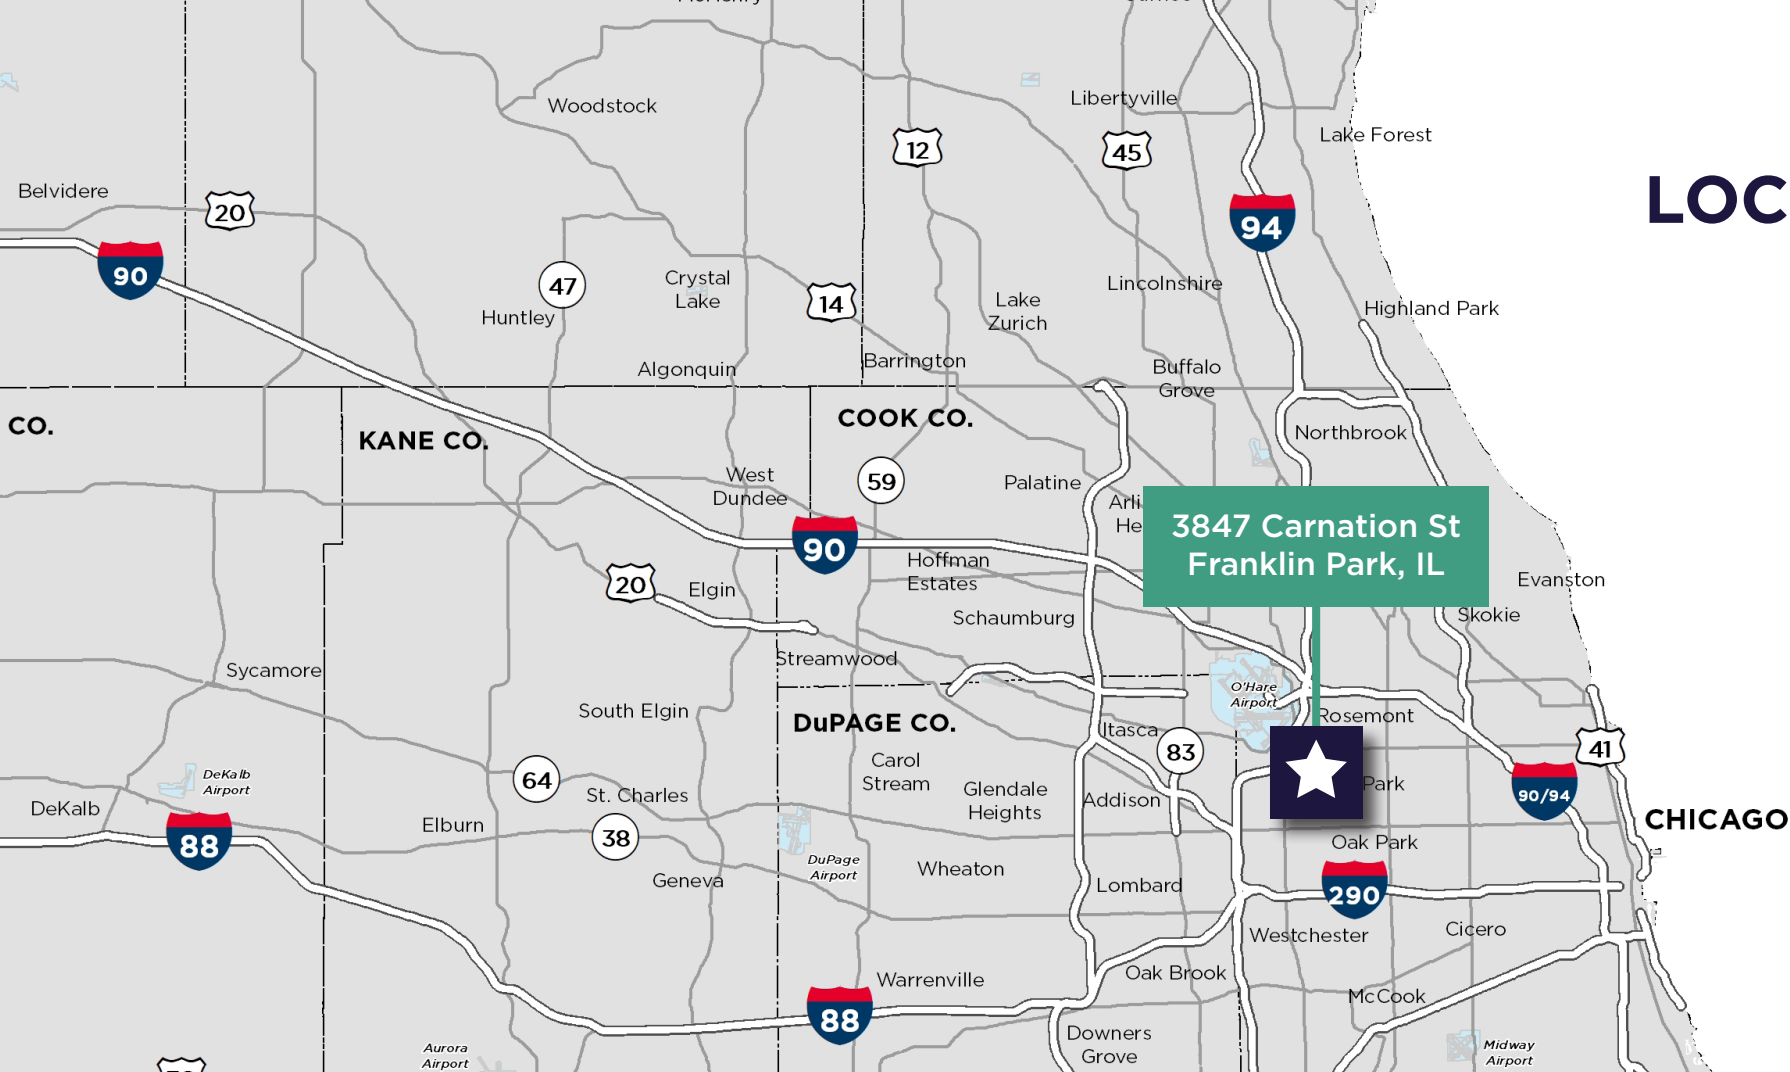 McHenry
Woodstock
Libertyville
12
45
Lake Forest
Belvidere
20
LOC
94
90
47
Crystal
Lake
14
Lincolnshire
Huntley
Lake
Zurich
Highland Park
Algonquin
Barrington
Buffalo
Grove
CO.
KANE CO.
COOK CO.
Northbrook
West
Dundee
59
Palatine
Arli
He
3847 Carnation St
Franklin Park, IL
90
Hoffman
Estates
20
Elgin
Evanston
Schaumburg
Skokie
Streamwood
Sycamore
O'Hare
Airport
South Elgin
DuPAGE CO.
Rosemont
Itasca
83
41
Carol
Stream
64
DeKalb
Airport
St. Charles
Glendale
Heights
Addison
Park
90/94
DeKalb
88
Elburn
38
CHICAGO
Oak Park
DuPage
Airport
Wheaton
Geneva
Lombard
290
Westchester
Cicero
Warrenville
Oak Brook
McCook
88
Downers
Grove
Aurora
Airport
Midway
Airport